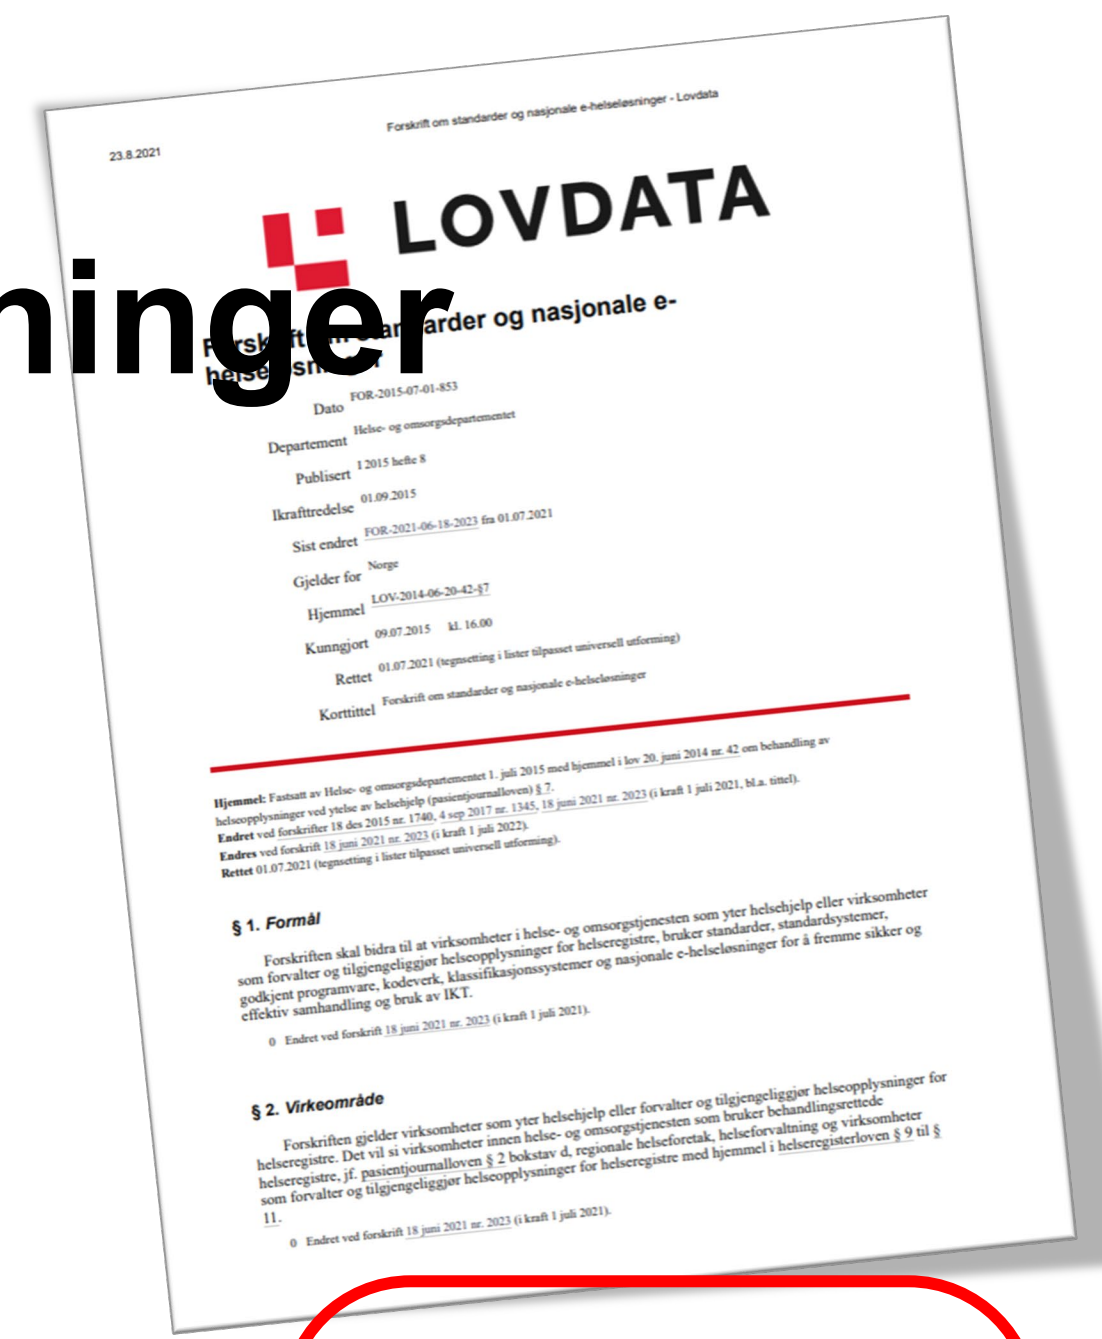 23.8.2021
Forskrift om standarder og nasjonale e-helseløsninger - Lovdata
LOVDATA
ninger
arder og nasjonale e-
Dato FOR-2015-07-01-853
Departement Helse- og omsorgsdepartementet
Publisert I 2015 hefte 8
Ikrafttredelse 01.09.2015
Sist endret FOR-2021-06-18-2023 fra 01.07.2021
Gjelder for Norge
Hjemmel LOV-2014-06-20-42-§7
Kunngjort 09.07.2015 kl. 16.00
Rettet 01.07.2021 (tegnsetting i lister tilpasset universell utforming)
Korttittel Forskrift om standarder og nasjonale e-helseløsninger
Hjemmel: Fastsatt av Helse- og omsorgsdepartementet 1. juli 2015 med hjemmel i lov 20. juni 2014 nr. 42 om behandling av
helseopplysninger ved ytelse av helsehjelp (pasientjournalloven) § 7.
Endret ved forskrifter 18 des 2015 nr. 1740, 4 sep 2017 nr. 1345, 18 juni 2021 nr. 2023 (i kraft 1 juli 2021, bl.a. tittel).
Endres ved forskrift 18 juni 2021 nr. 2023 (i kraft 1 juli 2022).
Rettet 01.07.2021 (tegnsetting i lister tilpasset universell utforming).
§ 1. Formål
Forskriften skal bidra til at virksomheter i helse- og omsorgstjenesten som yter helsehjelp eller virksomheter
som forvalter og tilgjengeliggjør helseopplysninger for helseregistre, bruker standarder, standardsystemer,
godkjent programvare, kodeverk, klassifikasjonssystemer og nasjonale e-helseløsninger for å fremme sikker og
effektiv samhandling og bruk av IKT.
0 Endret ved forskrift 18 juni 2021 nr. 2023 (i kraft 1 juli 2021).
§ 2. Virkeområde
Forskriften gjelder virksomheter som yter helsehjelp eller forvalter og tilgjengeliggjør helseopplysninger for
helseregistre. Det vil si virksomheter innen helse- og omsorgstjenesten som bruker behandlingsrettede
helseregistre, jf. pasientjournalloven § 2 bokstav d, regionale helseforetak, helseforvaltning og virksomheter
som forvalter og tilgjengeliggjør helseopplysninger for helseregistre med hjemmel i helseregisterloven § 9 til §
11.
0 Endret ved forskrift 18 juni 2021 nr. 2023 (i kraft 1 juli 2021).